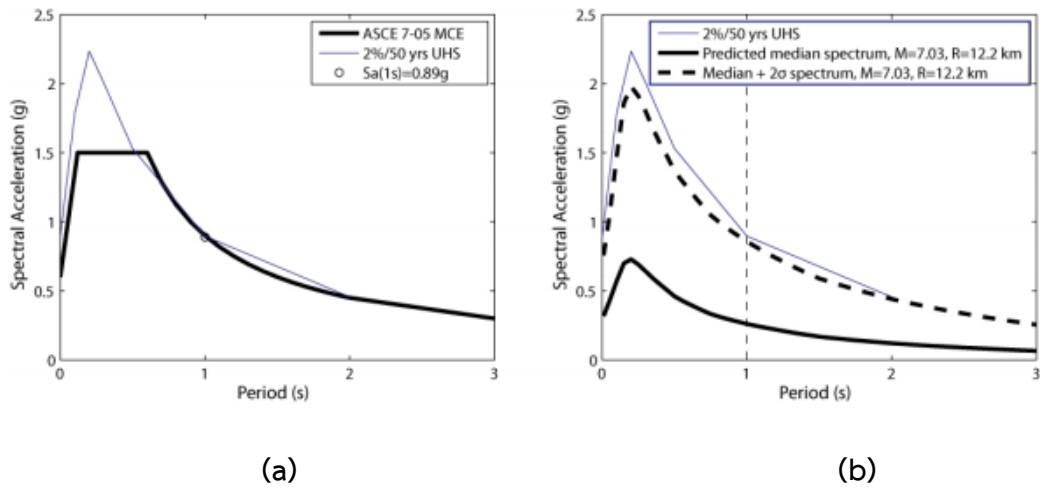 2.5
2
1.5
1
0.5
0
0
1
2
3
Spectral Acceleration (g)
Period (s)
ASCE 7-05 MCE
2%/50 yrs UHS
Sa(1s)=0.89g
(a)
2.5
2
1.5
1
0.5
0
0
1
2
3
Spectral Acceleration (g)
Period (s)
2%/50 yrs UHS
Predicted median spectrum, M=7.03, R=12.2 km
Median + 2σ spectrum, M=7.03, R=12.2 km
(b)